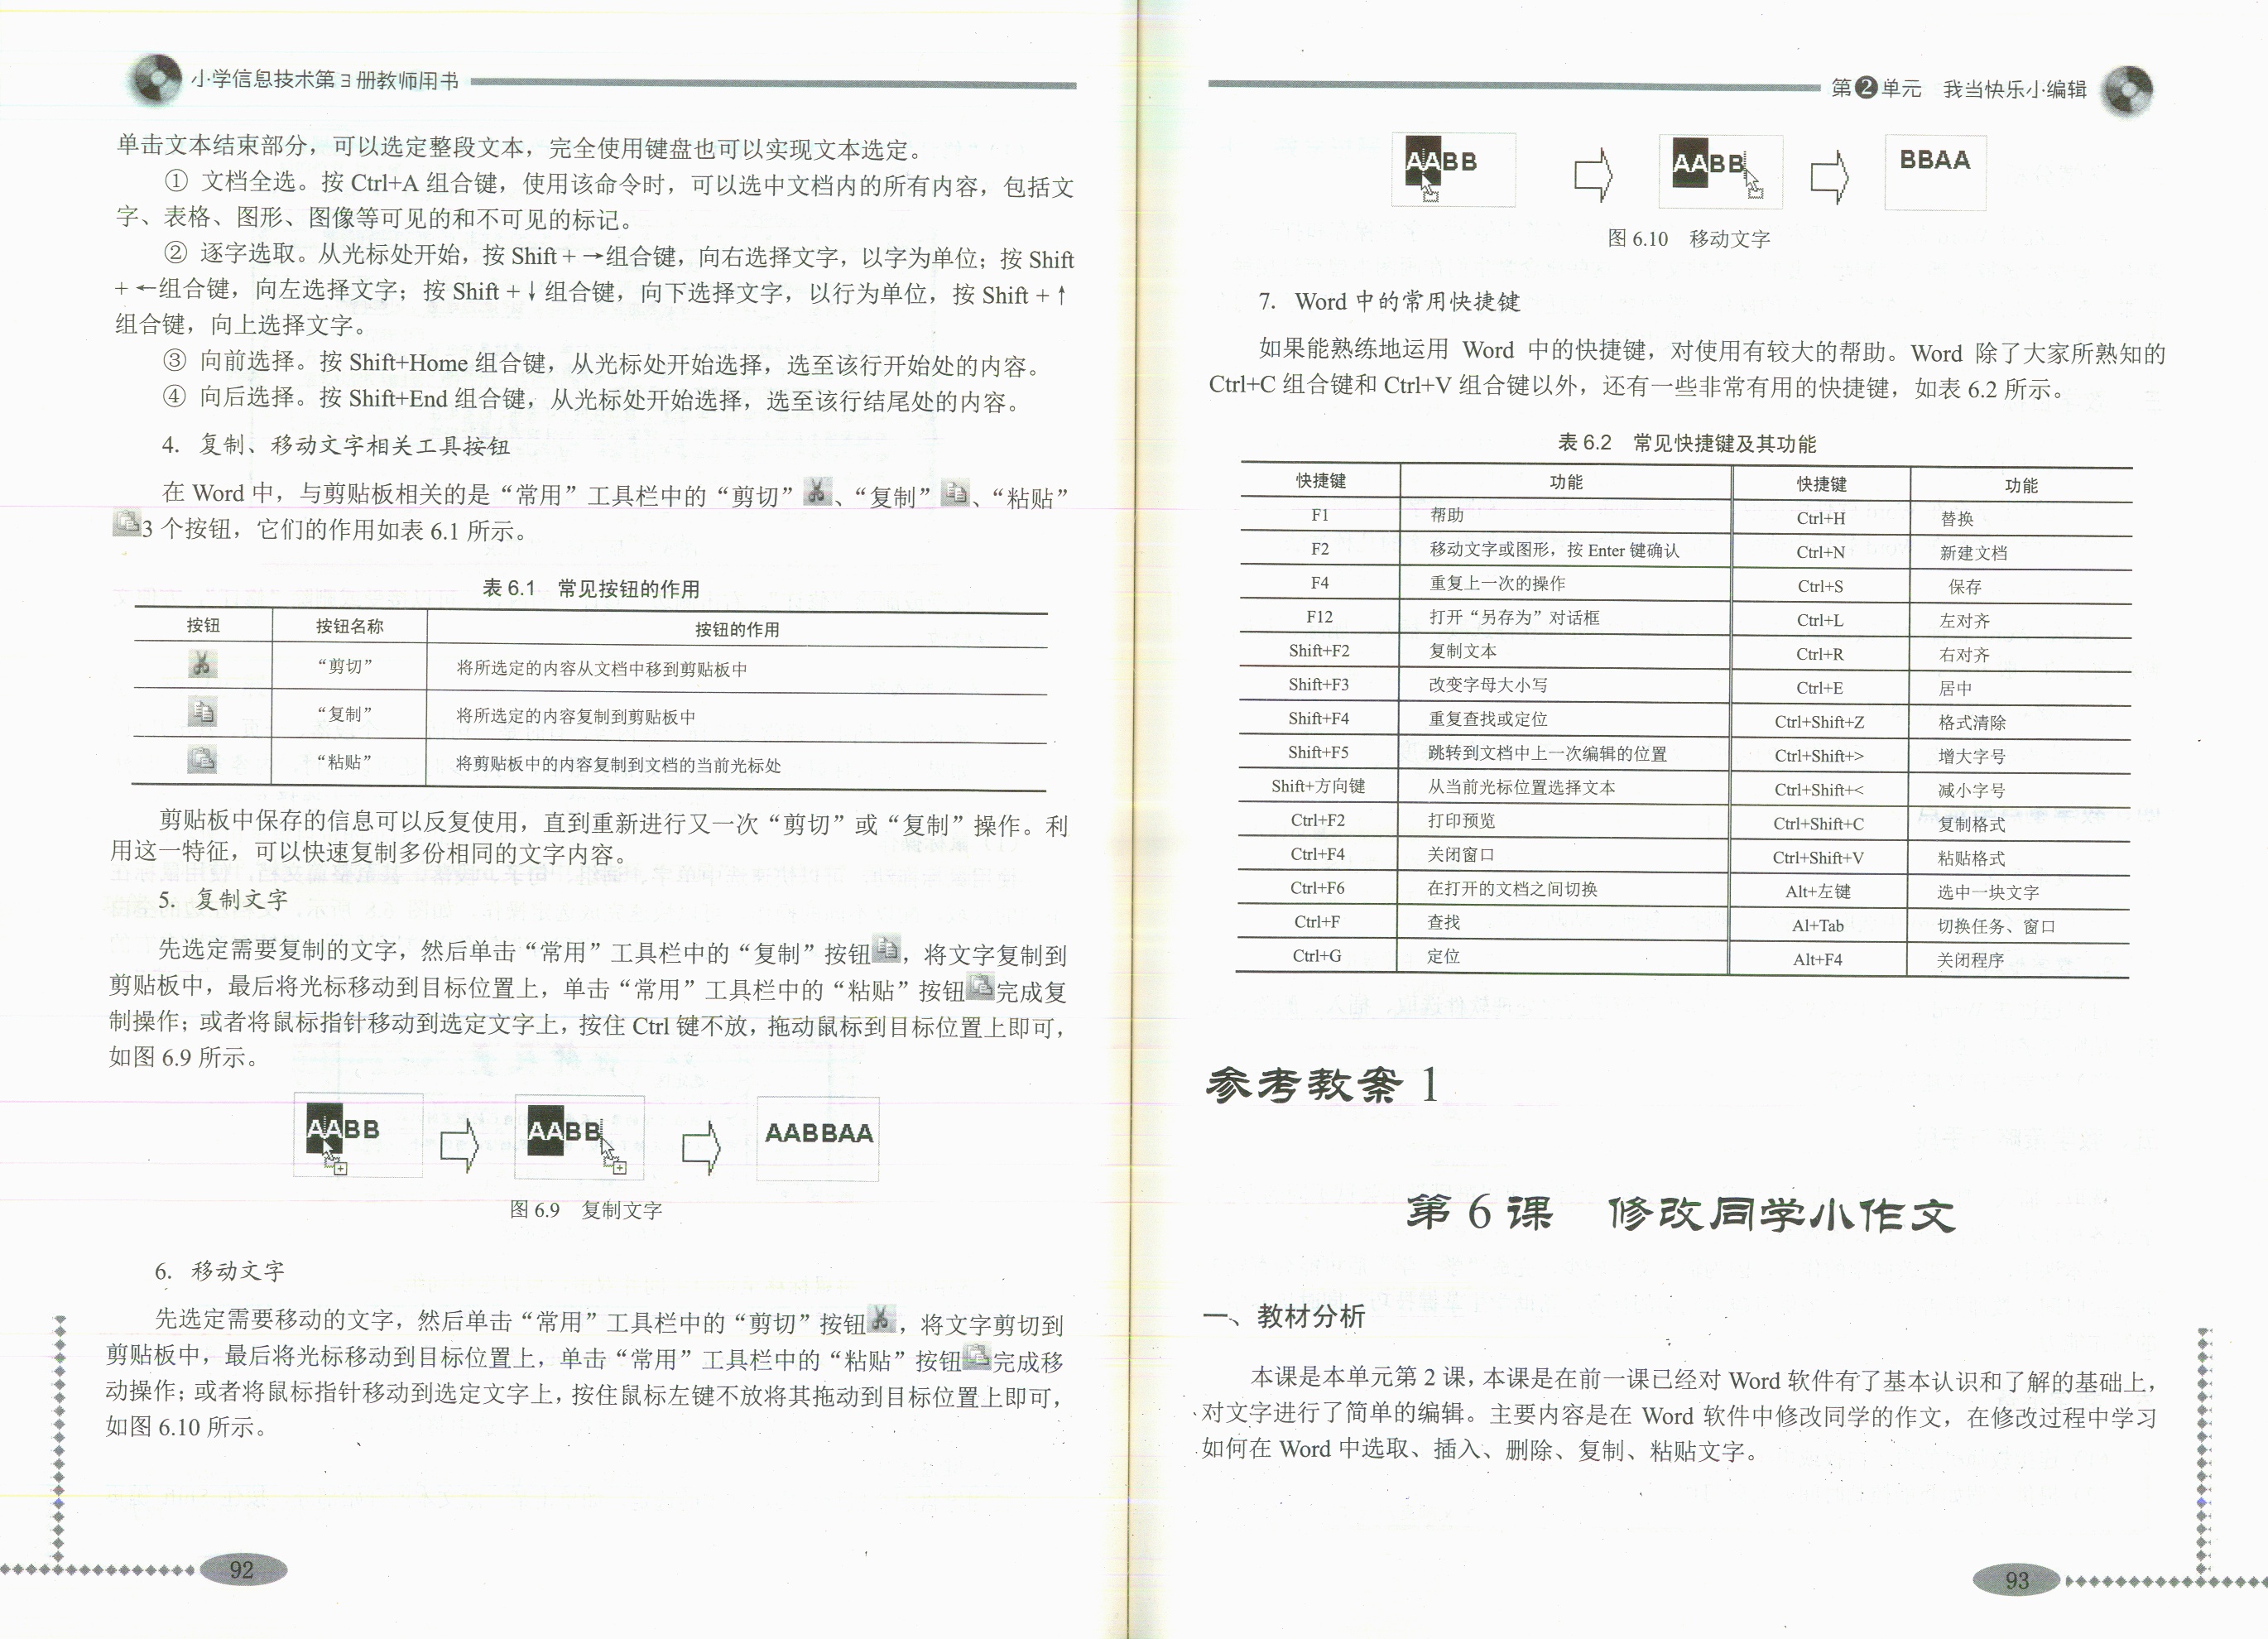 小学信息技术第3册教师用书
单击文本结束部分，可以选定整段文本，完全使用键盘也可以实现文本选定。
① 文档全选。按 Ctrl+A 组合键，使用该命令时，可以选中文档内的所有内容，包括文
字、表格、图形、图像等可见的和不可见的标记。
② 逐字选取。从光标处开始，按 Shift + →组合键，向右选择文字，以字为单位；按 Shift
+ ←组合键，向左选择文字；按 Shift +↓组合键，向下选择文字，以行为单位，按 Shift + ↑
组合键，向上选择文字。
③ 向前选择。按 Shift+Home 组合键，从光标处开始选择，选至该行开始处的内容。
④ 向后选择。按 Shift+End 组合键，从光标处开始选择，选至该行结尾处的内容。
4. 复制、移动文字相关工具按钮
在 Word 中，与剪贴板相关的是“常用”工具栏中的“剪切”、“复制”、“粘贴”
3 个按钮，它们的作用如表 6.1 所示。
表 6.1 常见按钮的作用
按钮 按钮名称 按钮的作用
“剪切” 将所选定的内容从文档中移到剪贴板中
“复制” 将所选定的内容复制到剪贴板中
“粘贴” 将剪贴板中的内容复制到文档的当前光标处
剪贴板中保存的信息可以反复使用，直到重新进行又一次“剪切”或“复制”操作。利
用这一特征，可以快速复制多份相同的文字内容。
5. 复制文字
先选定需要复制的文字，然后单击“常用”工具栏中的“复制”按钮，将文字复制到
剪贴板中，最后将光标移动到目标位置上，单击“常用”工具栏中的“粘贴”按钮完成复
制操作；或者将鼠标指针移动到选定文字上，按住 Ctrl 键不放，拖动鼠标到目标位置上即可，
如图 6.9 所示。
AABB AABB AABBAA
图 6.9 复制文字
6. 移动文字
先选定需要移动的文字，然后单击“常用”工具栏中的“剪切”按钮，将文字剪切到
剪贴板中，最后将光标移动到目标位置上，单击“常用”工具栏中的“粘贴”按钮完成移
动操作；或者将鼠标指针移动到选定文字上，按住鼠标左键不放将其拖动到目标位置上即可，
如图 6.10 所示。
92
第2单元 我当快乐小编辑
AABB AABB BBAA
图 6.10 移动文字
7. Word 中的常用快捷键
如果能熟练地运用 Word 中的快捷键，对使用有较大的帮助。Word 除了大家所熟知的
Ctrl+C 组合键和 Ctrl+V 组合键以外，还有一些非常有用的快捷键，如表 6.2 所示。
表 6.2 常见快捷键及其功能
快捷键 功能 快捷键 功能
F1 帮助 Ctrl+H 替换
F2 移动文字或图形，按 Enter 键确认 Ctrl+N 新建文档
F4 重复上一次的操作 Ctrl+S 保存
F12 打开“另存为”对话框 Ctrl+L 左对齐
Shift+F2 复制文本 Ctrl+R 右对齐
Shift+F3 改变字母大小写 Ctrl+E 居中
Shift+F4 重复查找或定位 Ctrl+Shift+Z 格式清除
Shift+F5 跳转到文档中上一次编辑的位置 Ctrl+Shift+> 增大字号
Shift+方向键 从当前光标位置选择文本 Ctrl+Shift+< 减小字号
Ctrl+F2 打印预览 Ctrl+Shift+C 复制格式
Ctrl+F4 关闭窗口 Ctrl+Shift+V 粘贴格式
Ctrl+F6 在打开的文档之间切换 Alt+左键 选中一块文字
Ctrl+F 查找 Al+Tab 切换任务、窗口
Ctrl+G 定位 Alt+F4 关闭程序
参考教案 1
第 6 课 修改同学小作文
一、教材分析
本课是本单元第 2 课，本课是在前一课已经对 Word 软件有了基本认识和了解的基础上，
对文字进行了简单的编辑。主要内容是在 Word 软件中修改同学的作文，在修改过程中学习
如何在 Word 中选取、插入、删除、复制、粘贴文字。
93